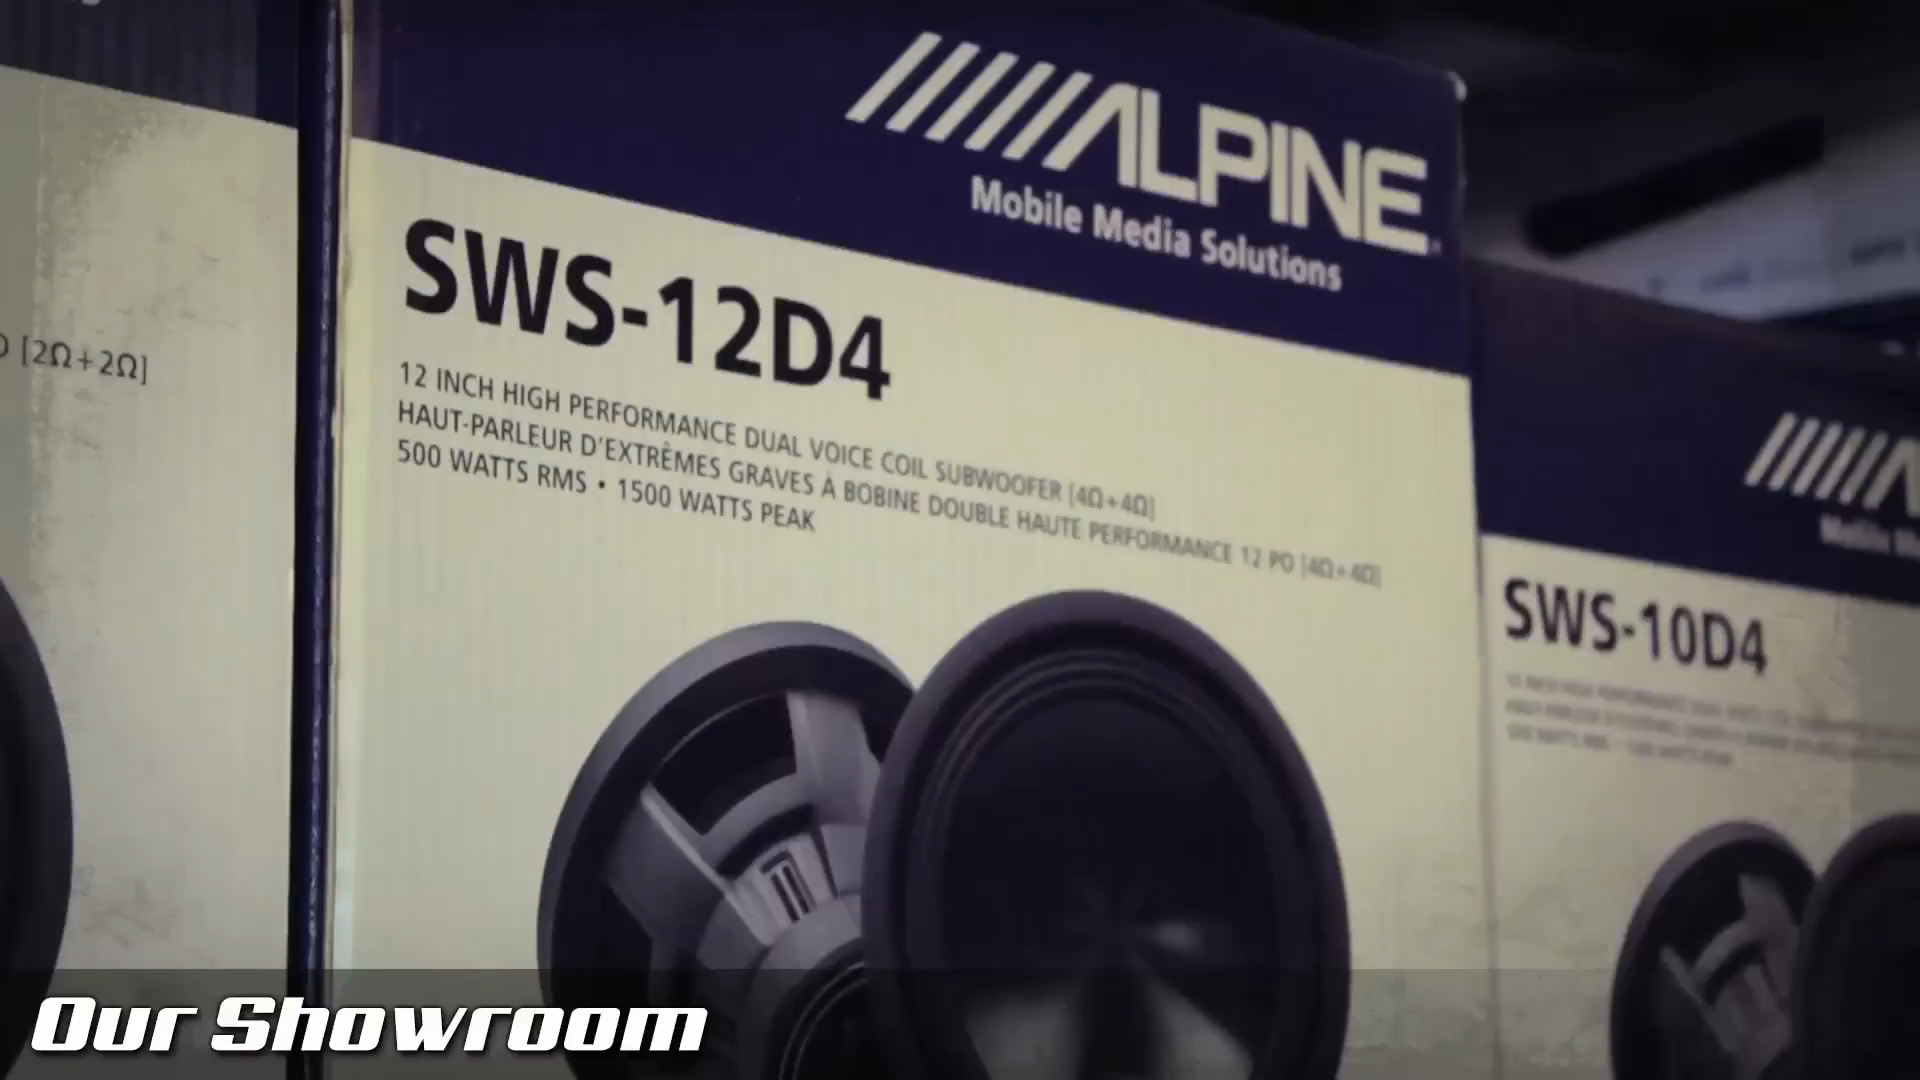 ALPINE
Mobile Media Solutions
SWS-12D4
12 INCH HIGH PERFORMANCE DUAL VOICE COIL SUBWOOFER [4Ω+4Ω]
HAUT-PARLEUR D'EXTRÊMES GRAVES À BOBINE DOUBLE HAUTE PERFORMANCE 12 PO [4Ω+4Ω]
500 WATTS RMS • 1500 WATTS PEAK
[2Ω+2Ω]
SWS-10D4
Our Showroom